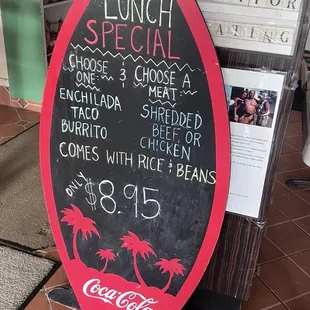 LUNCH
SPECIAL
CHOOSE ONE & CHOOSE A MEAT
ENCHILADA
TACO
BURRITO
SHREDDED
BEEF OR
CHICKEN
COMES WITH RICE & BEANS
ONLY $8.95
Coca-Cola
EATING